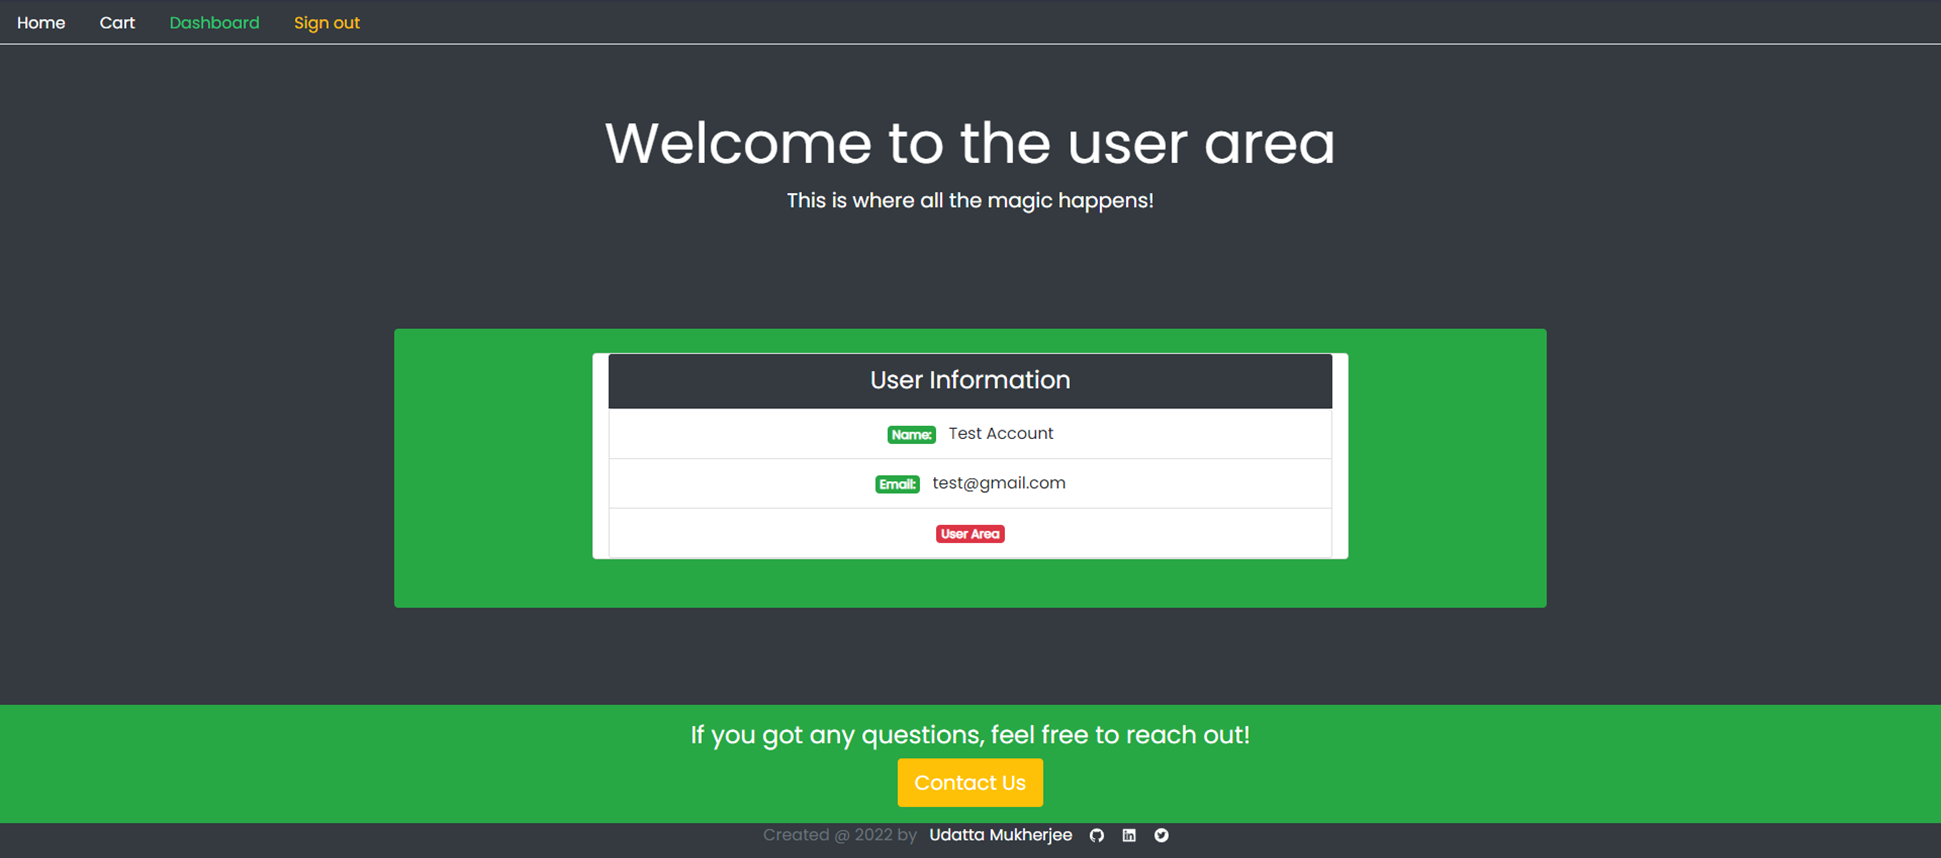 Home Cart Dashboard Sign out
Welcome to the user area
This is where all the magic happens!
User Information
Name: Test Account
Email: test@gmail.com
User Area
If you got any questions, feel free to reach out!
Contact Us
Created @ 2022 by Udatta Mukherjee